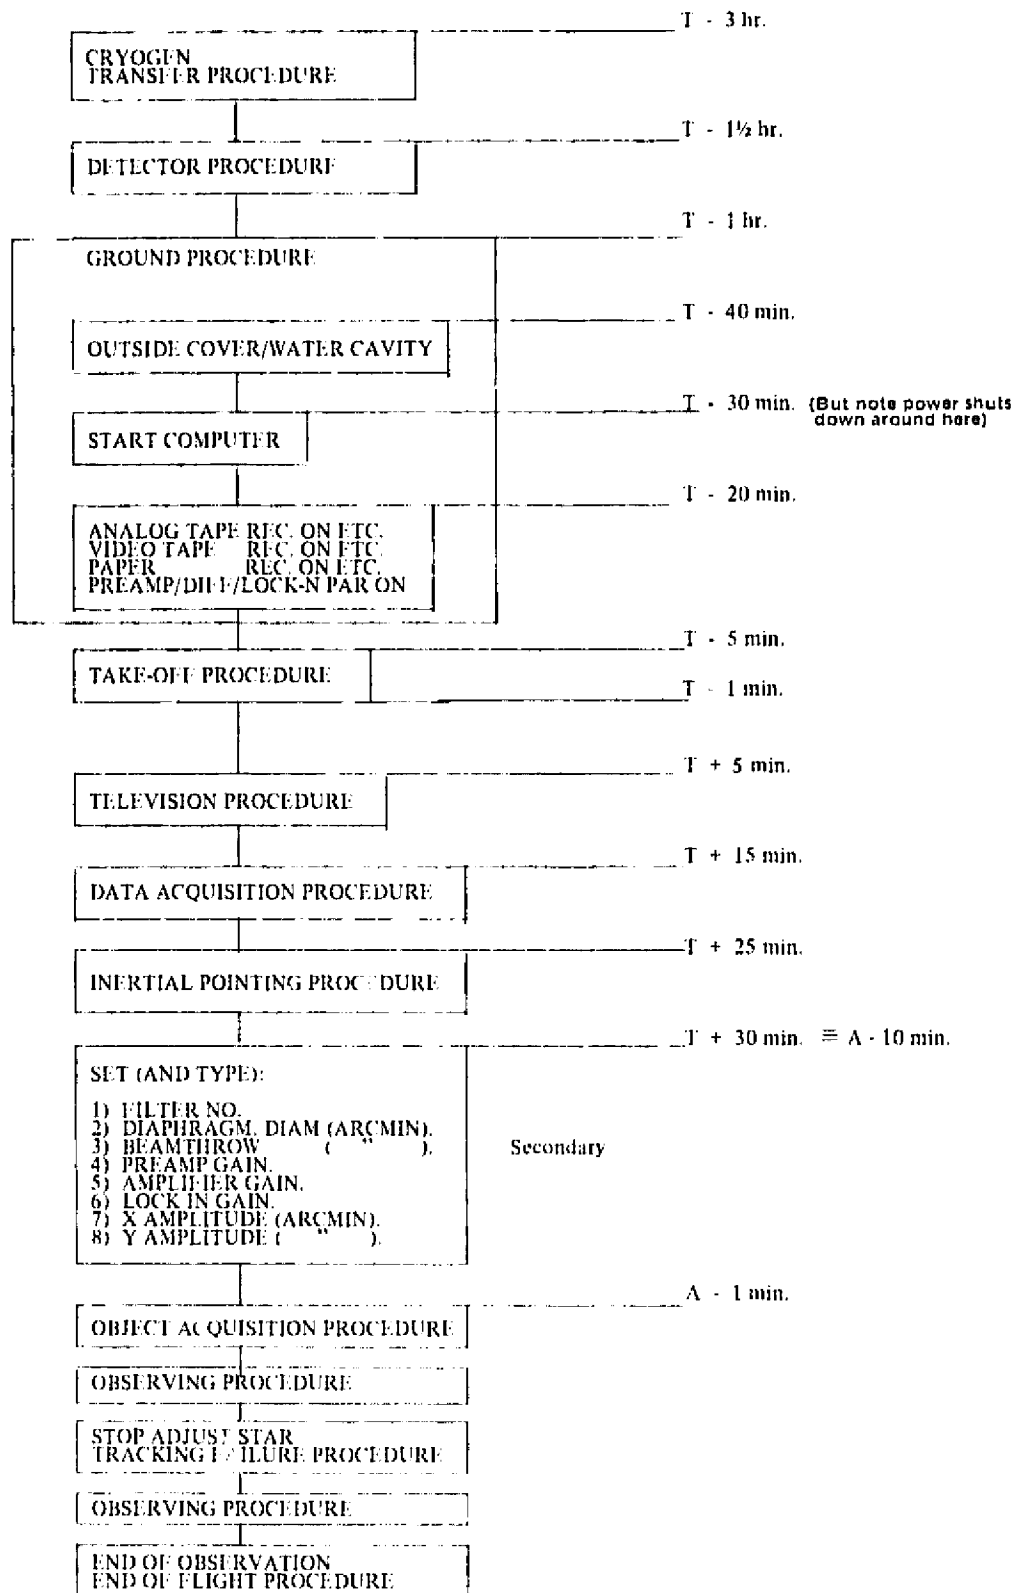 T - 3 hr.
CRYOGEN
TRANSFER PROCEDURE
T - 1½ hr.
DETECTOR PROCEDURE
T - 1 hr.
GROUND PROCEDURE
T - 40 min.
OUTSIDE COVER/WATER CAVITY
T - 30 min. (But note power shuts
down around here)
START COMPUTER
T - 20 min.
ANALOG TAPE REC. ON ETC.
VIDEO TAPE REC. ON ETC.
PAPER REC. ON ETC.
PREAMP/DIFF/LOCK-N PAR ON
T - 5 min.
TAKE-OFF PROCEDURE
T - 1 min.
T + 5 min.
TELEVISION PROCEDURE
T + 15 min.
DATA ACQUISITION PROCEDURE
T + 25 min.
INERTIAL POINTING PROCEDURE
T + 30 min. ≡ A - 10 min.
SET (AND TYPE):
1) FILTER NO.
2) DIAPHRAGM, DIAM (ARCMIN).
3) BEAMTHROW ( " ).
4) PREAMP GAIN.
5) AMPLIFIER GAIN.
6) LOCK IN GAIN.
7) X AMPLITUDE (ARCMIN).
8) Y AMPLITUDE ( " ).
Secondary
A - 1 min.
OBJECT ACQUISITION PROCEDURE
OBSERVING PROCEDURE
STOP ADJUST STAR
TRACKING FAILURE PROCEDURE
OBSERVING PROCEDURE
END OF OBSERVATION
END OF FLIGHT PROCEDURE